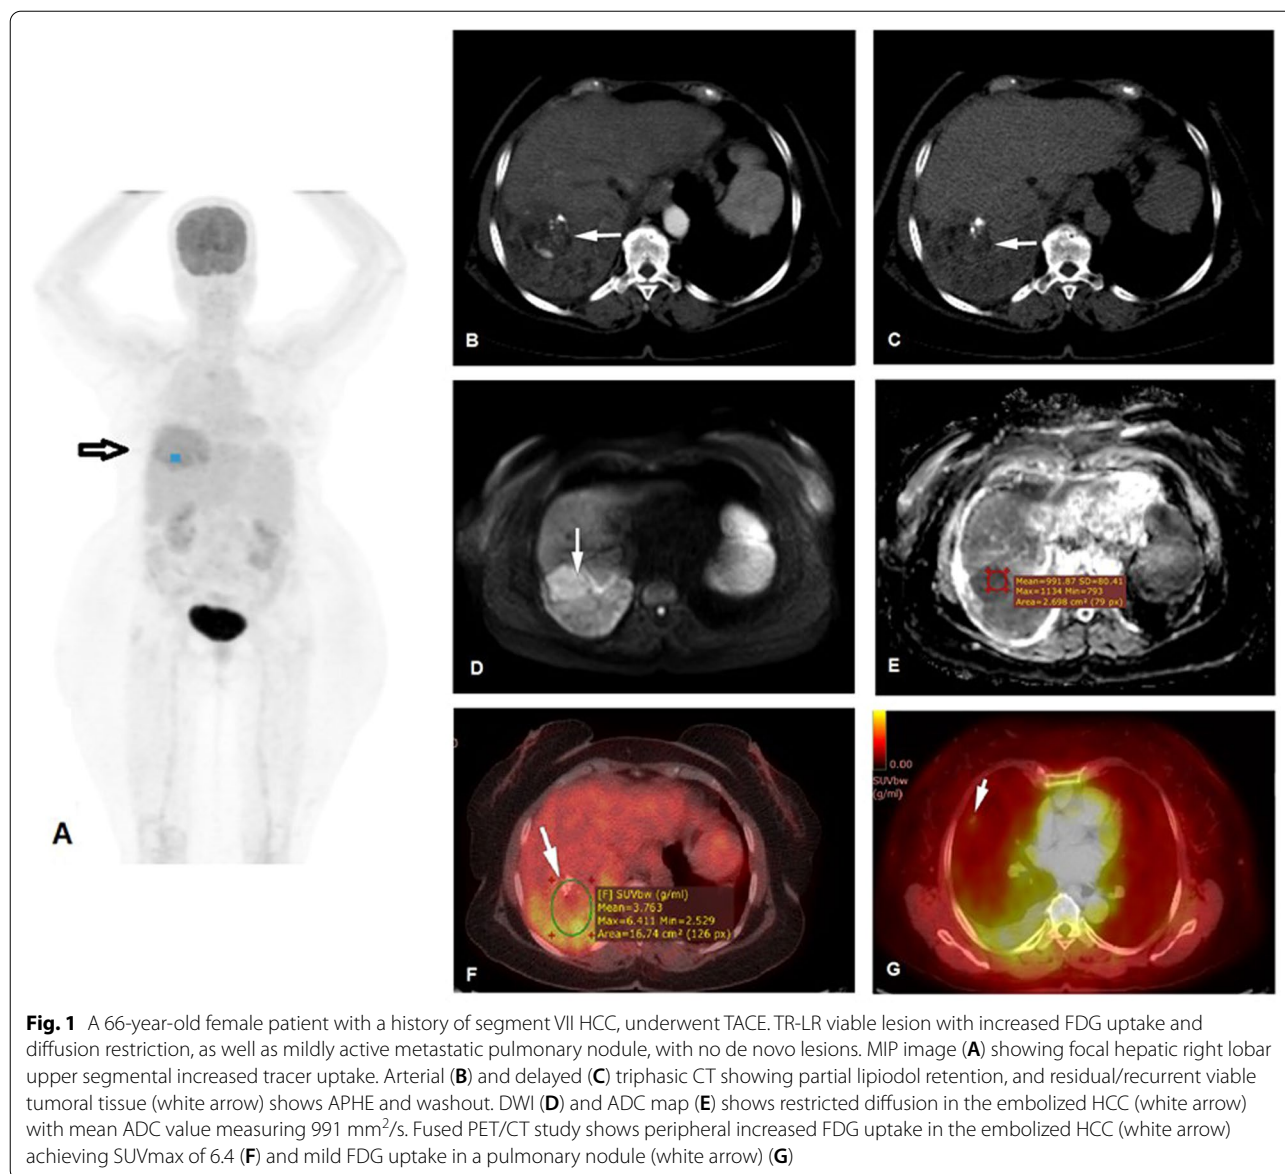 A
B
C
D
Mean=991.87 SD=80.41
Max=1134 Min=793
Area=2.698 cm² (79 px)
E
[F] SUVbw (g/ml)
Mean=3.763
Max=6.411 Min=2.529
Area=16.74 cm² (126 px)
F
0.00
SUVbw
(g/ml)
G
Fig. 1 A 66-year-old female patient with a history of segment VII HCC, underwent TACE. TR-LR viable lesion with increased FDG uptake and
diffusion restriction, as well as mildly active metastatic pulmonary nodule, with no de novo lesions. MIP image (A) showing focal hepatic right lobar
upper segmental increased tracer uptake. Arterial (B) and delayed (C) triphasic CT showing partial lipiodol retention, and residual/recurrent viable
tumoral tissue (white arrow) shows APHE and washout. DWI (D) and ADC map (E) shows restricted diffusion in the embolized HCC (white arrow)
with mean ADC value measuring 991 mm²/s. Fused PET/CT study shows peripheral increased FDG uptake in the embolized HCC (white arrow)
achieving SUVmax of 6.4 (F) and mild FDG uptake in a pulmonary nodule (white arrow) (G)